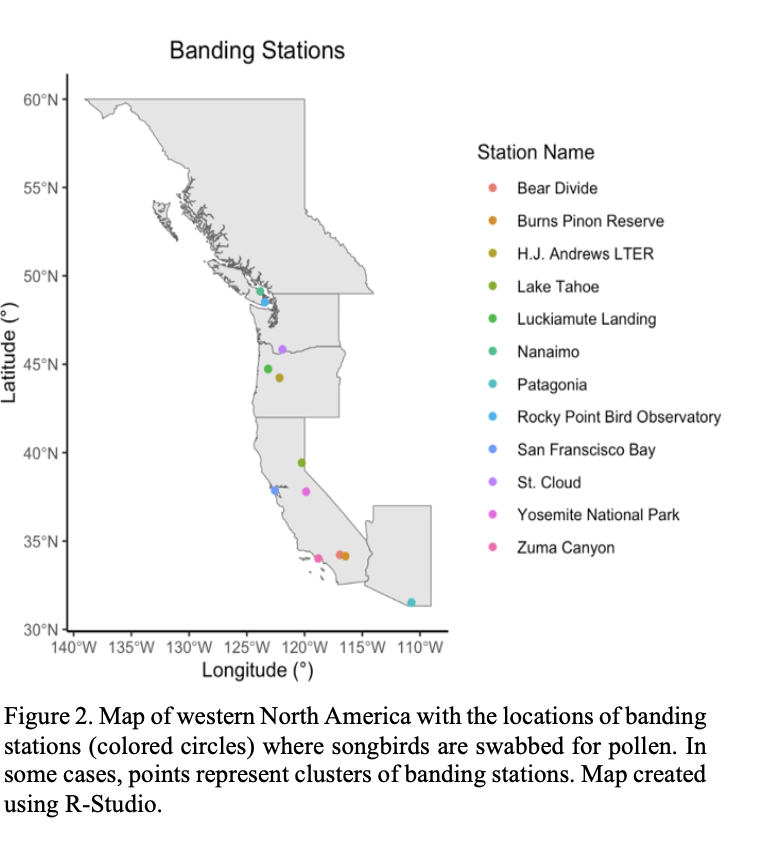 Banding Stations
60°N
55°N
50°N
45°N
40°N
35°N
30°N
Latitude (°)
140°W 135°W 130°W 125°W 120°W 115°W 110°W
Longitude (°)
Station Name
Bear Divide
Burns Pinon Reserve
H.J. Andrews LTER
Lake Tahoe
Luckiamute Landing
Nanaimo
Patagonia
Rocky Point Bird Observatory
San Franscisco Bay
St. Cloud
Yosemite National Park
Zuma Canyon
Figure 2. Map of western North America with the locations of banding
stations (colored circles) where songbirds are swabbed for pollen. In
some cases, points represent clusters of banding stations. Map created
using R-Studio.